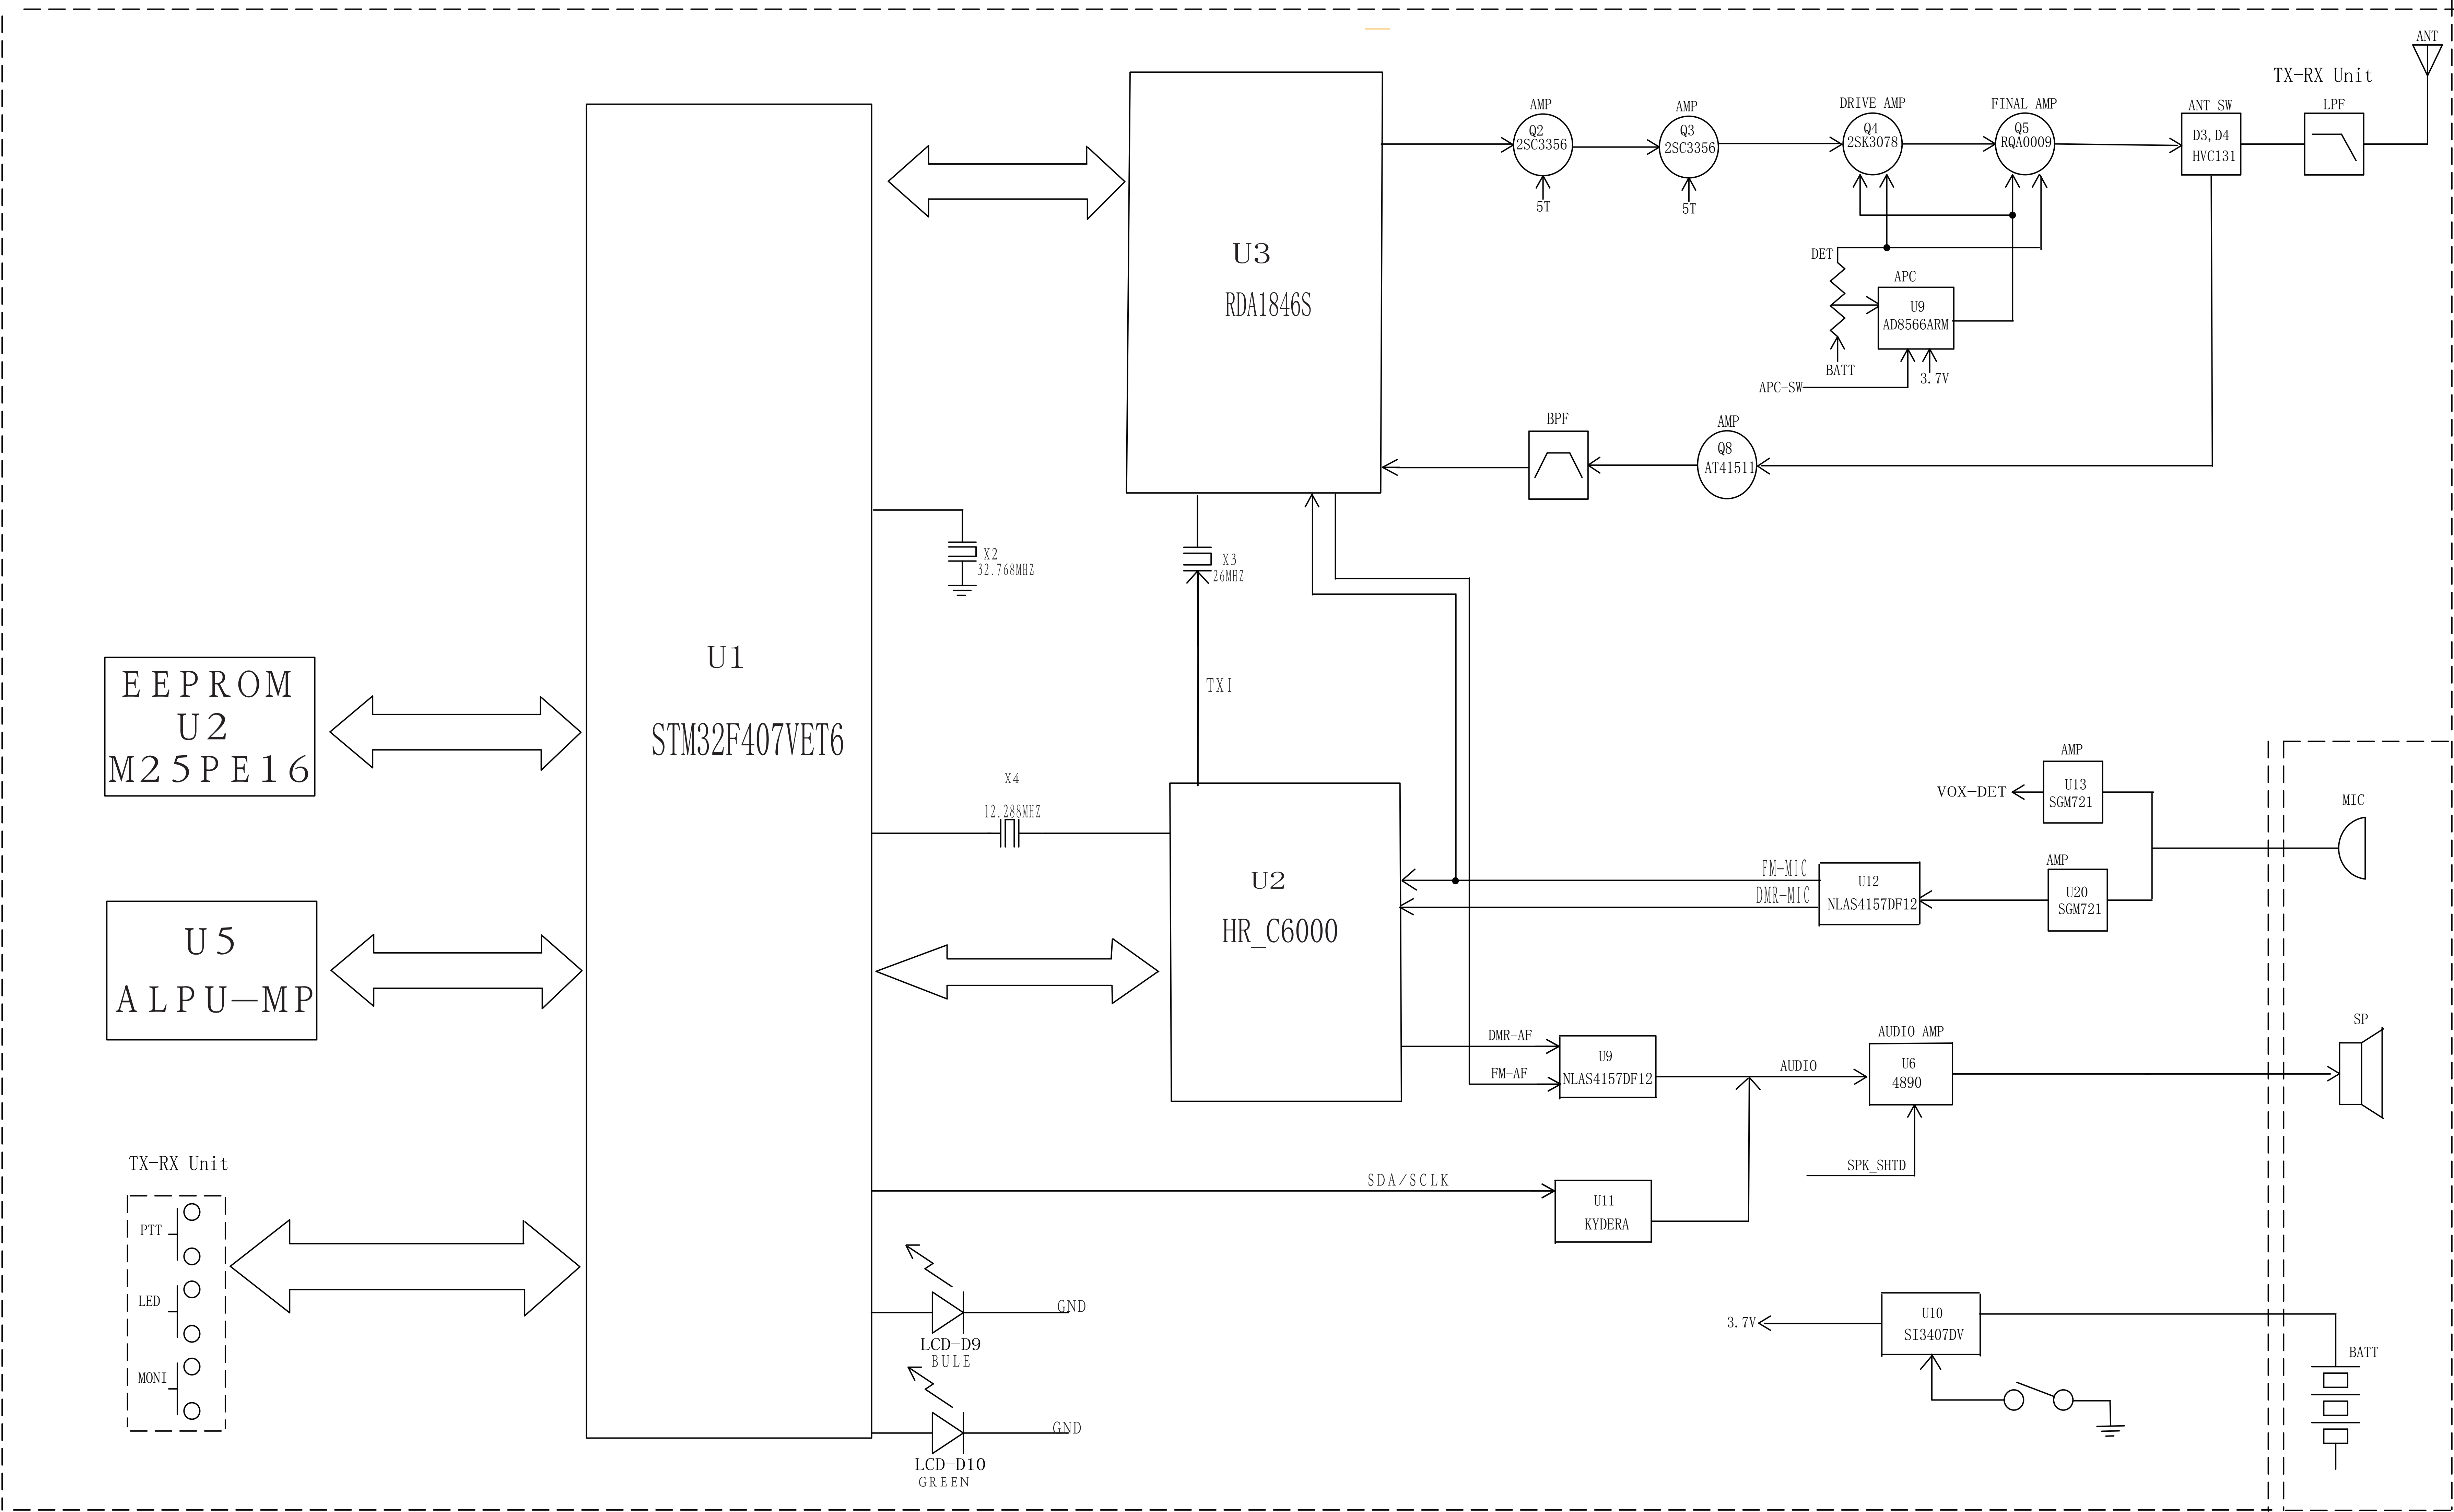 ANT
TX-RX Unit
AMP
Q2
2SC3356
5T
AMP
Q3
2SC3356
5T
DRIVE AMP
Q4
2SK3078
FINAL AMP
Q5
RQA0009
ANT SW
D3,D4
HVC131
LPF
U3
RDA1846S
DET
APC
U9
AD8566ARM
BATT
3.7V
APC-SW
BPF
AMP
Q8
AT41511
X2
32.768MHZ
X3
26MHZ
TXI
EEPROM
U2
M25PE16
U1
STM32F407VET6
X4
12.288MHZ
U5
ALPU-MP
U2
HR_C6000
AMP
U13
SGM721
VOX-DET
MIC
FM-MIC
DMR-MIC
U12
NLAS4157DF12
AMP
U20
SGM721
DMR-AF
FM-AF
U9
NLAS4157DF12
AUDIO
AUDIO AMP
U6
4890
SP
SPK_SHTD
SDA/SCLK
U11
KYDERA
TX-RX Unit
PTT
LED
MONI
GND
LCD-D9
BULE
GND
LCD-D10
GREEN
3.7V
U10
SI3407DV
BATT